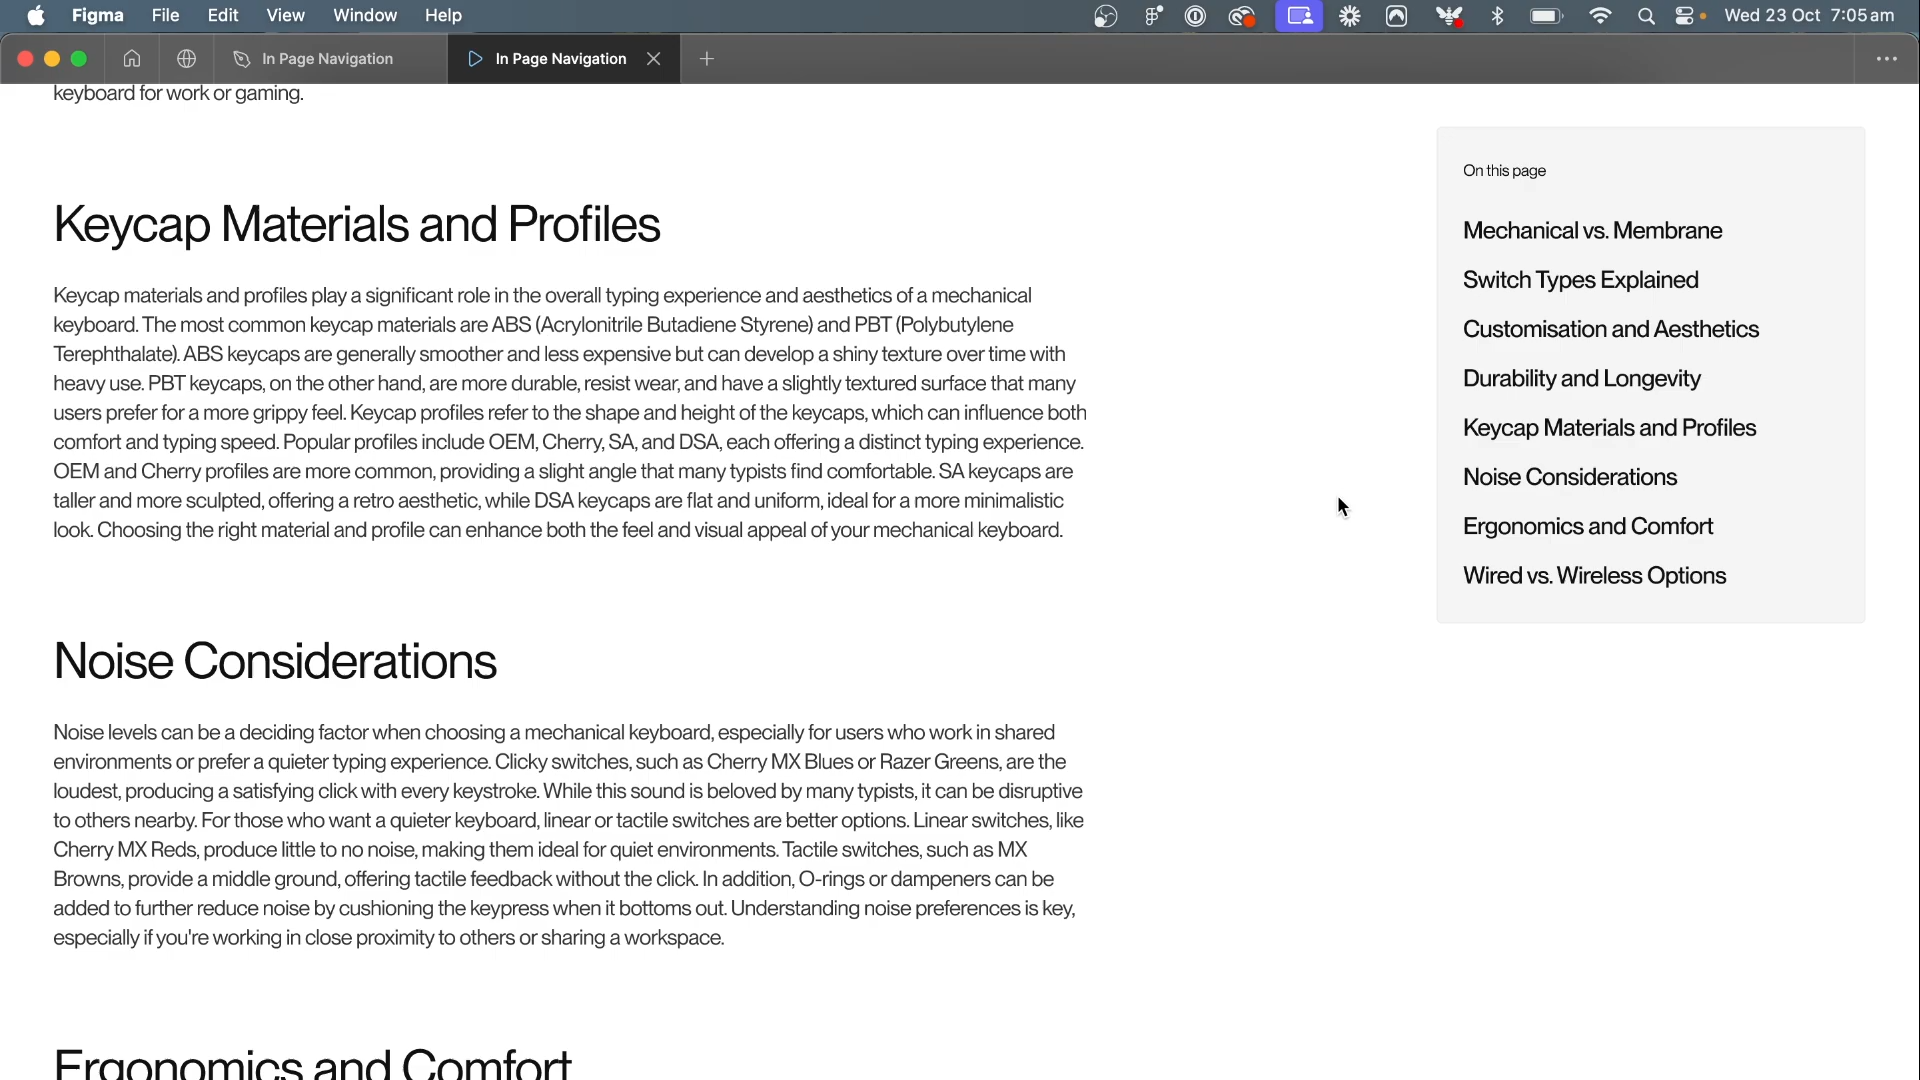 Figma File Edit View Window Help
Wed 23 Oct 7:05 am
In Page Navigation
In Page Navigation
keyboard for work or gaming.
Keycap Materials and Profiles
Keycap materials and profiles play a significant role in the overall typing experience and aesthetics of a mechanical
keyboard. The most common keycap materials are ABS (Acrylonitrile Butadiene Styrene) and PBT (Polybutylene
Terephthalate). ABS keycaps are generally smoother and less expensive but can develop a shiny texture over time with
heavy use. PBT keycaps, on the other hand, are more durable, resist wear, and have a slightly textured surface that many
users prefer for a more grippy feel. Keycap profiles refer to the shape and height of the keycaps, which can influence both
comfort and typing speed. Popular profiles include OEM, Cherry, SA, and DSA, each offering a distinct typing experience.
OEM and Cherry profiles are more common, providing a slight angle that many typists find comfortable. SA keycaps are
taller and more sculpted, offering a retro aesthetic, while DSA keycaps are flat and uniform, ideal for a more minimalistic
look. Choosing the right material and profile can enhance both the feel and visual appeal of your mechanical keyboard.
Noise Considerations
Noise levels can be a deciding factor when choosing a mechanical keyboard, especially for users who work in shared
environments or prefer a quieter typing experience. Clicky switches, such as Cherry MX Blues or Razer Greens, are the
loudest, producing a satisfying click with every keystroke. While this sound is beloved by many typists, it can be disruptive
to others nearby. For those who want a quieter keyboard, linear or tactile switches are better options. Linear switches, like
Cherry MX Reds, produce little to no noise, making them ideal for quiet environments. Tactile switches, such as MX
Browns, provide a middle ground, offering tactile feedback without the click. In addition, O-rings or dampeners can be
added to further reduce noise by cushioning the keypress when it bottoms out. Understanding noise preferences is key,
especially if you're working in close proximity to others or sharing a workspace.
Ergonomics and Comfort
On this page
Mechanical vs. Membrane
Switch Types Explained
Customisation and Aesthetics
Durability and Longevity
Keycap Materials and Profiles
Noise Considerations
Ergonomics and Comfort
Wired vs. Wireless Options